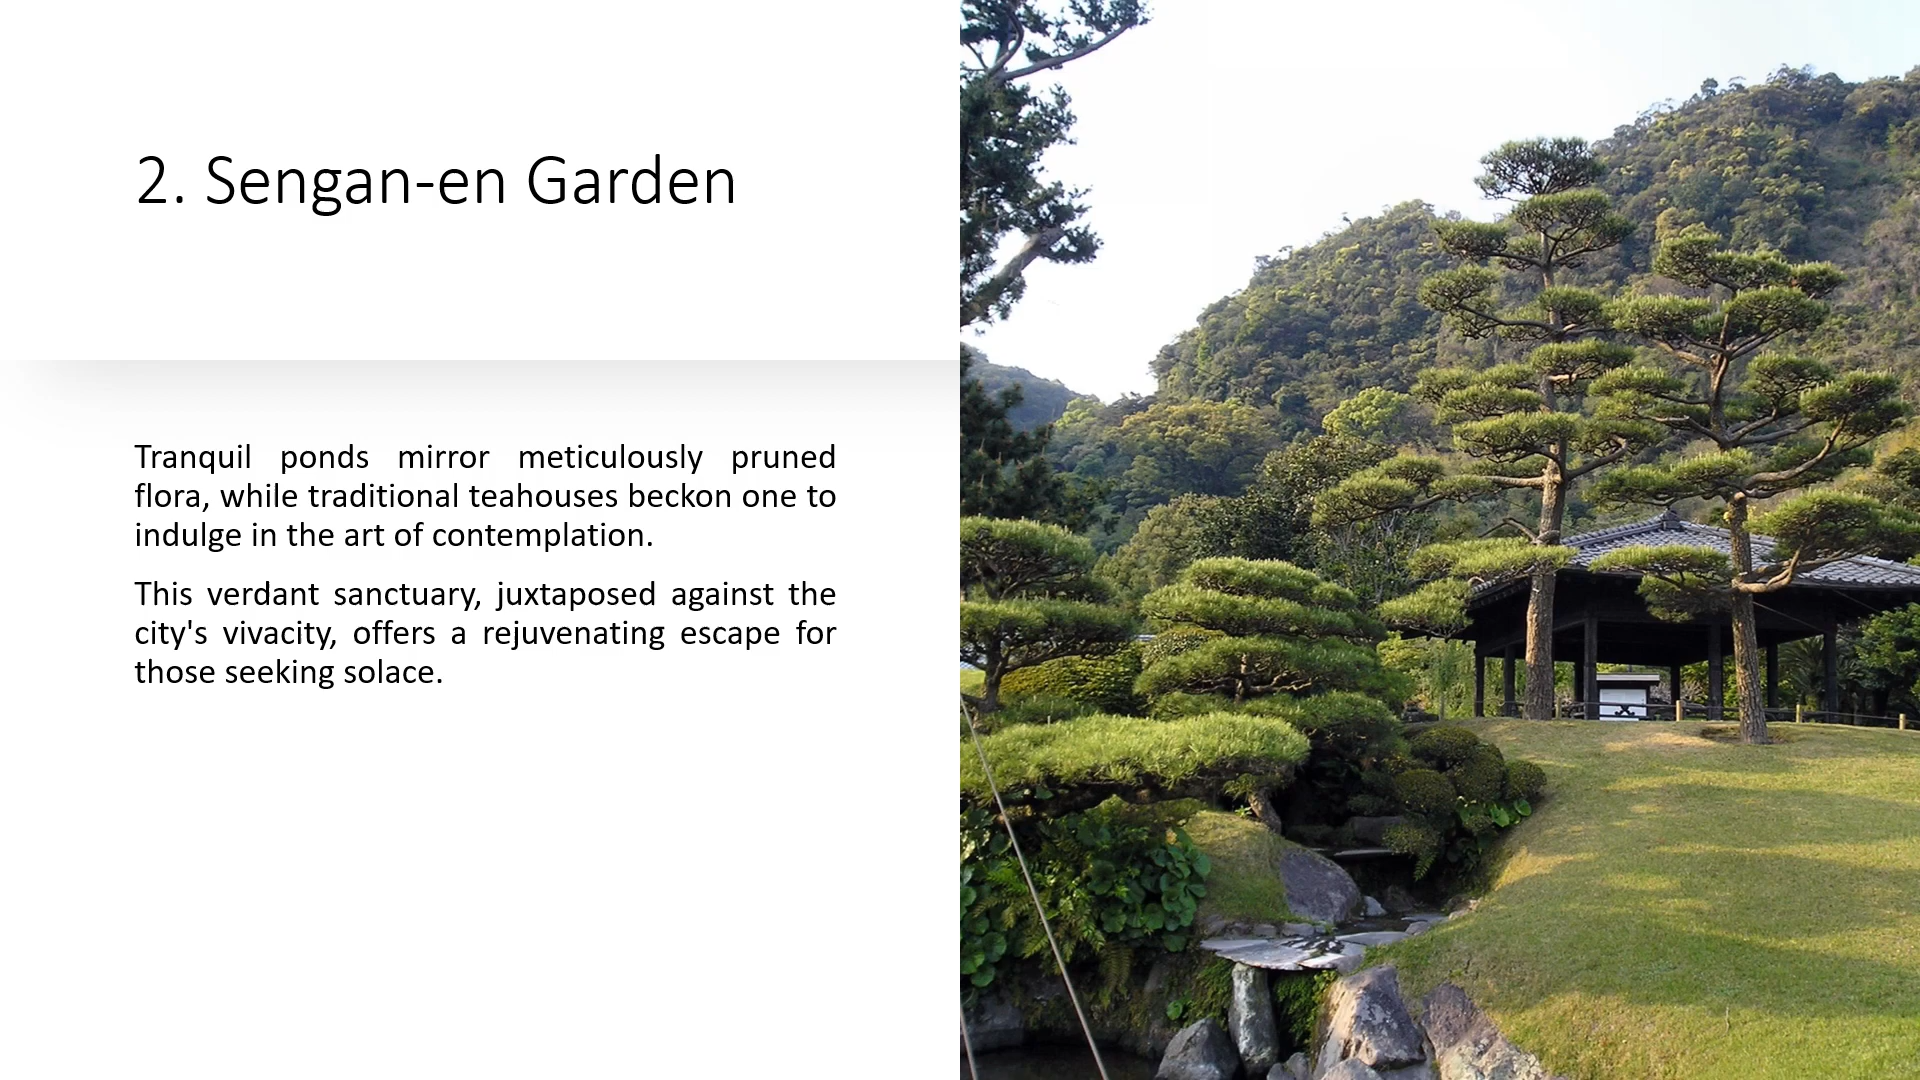 2. Sengan-en Garden
Tranquil ponds mirror meticulously pruned
flora, while traditional teahouses beckon one to
indulge in the art of contemplation.
This verdant sanctuary, juxtaposed against the
city's vivacity, offers a rejuvenating escape for
those seeking solace.